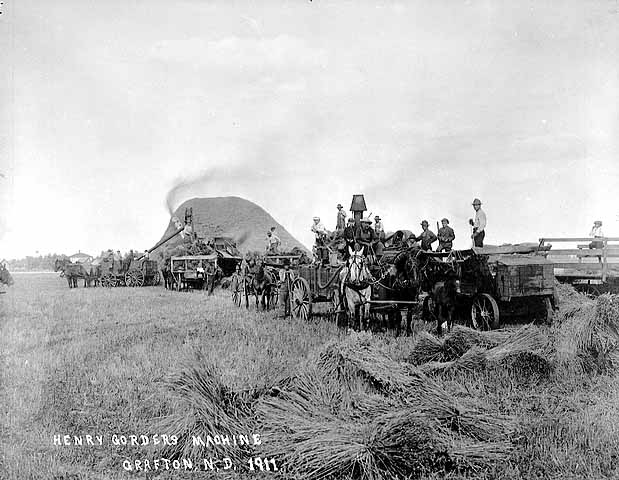 HENRY GORDERS MACHINE
GRAFTON N.D. 1911.